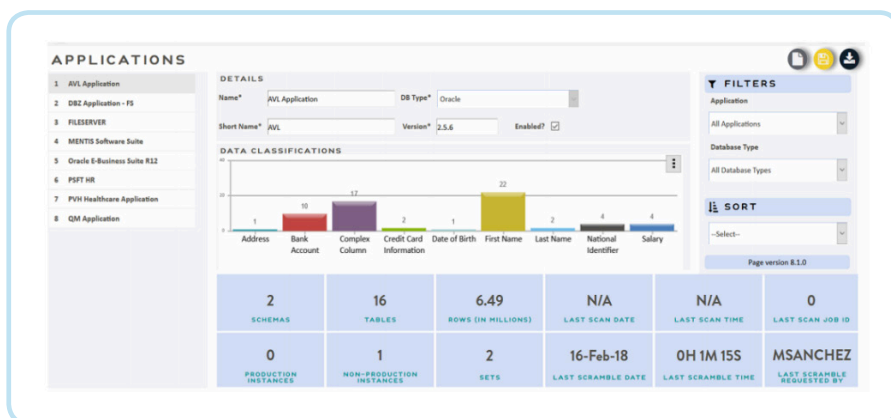 APPLICATIONS
1 AVL Application
2 DBZ Application - FS
3 FILESERVER
4 MENTIS Software Suite
5 Oracle E-Business Suite R12
6 PSFT HR
7 PVH Healthcare Application
8 QM Application
DETAILS
Name* AVL Application DB Type* Oracle
Short Name* AVL Version* 2.5.6 Enabled?
DATA CLASSIFICATIONS
40
20
0
1 10 17 2 1 22 2 4 4
Address Bank Account Complex Column Credit Card Information Date of Birth First Name Last Name National Identifier Salary
FILTERS
Application
All Applications
Database Type
All Database Types
SORT
--Select--
Page version 8.1.0
2 16 6.49 N/A N/A 0
SCHEMAS TABLES ROWS (IN MILLIONS) LAST SCAN DATE LAST SCAN TIME LAST SCAN JOB ID
0 1 2 16-Feb-18 0H 1M 15S MSANCHEZ
PRODUCTION INSTANCES NON-PRODUCTION INSTANCES SETS LAST SCRAMBLE DATE LAST SCRAMBLE TIME LAST SCRAMBLE REQUESTED BY